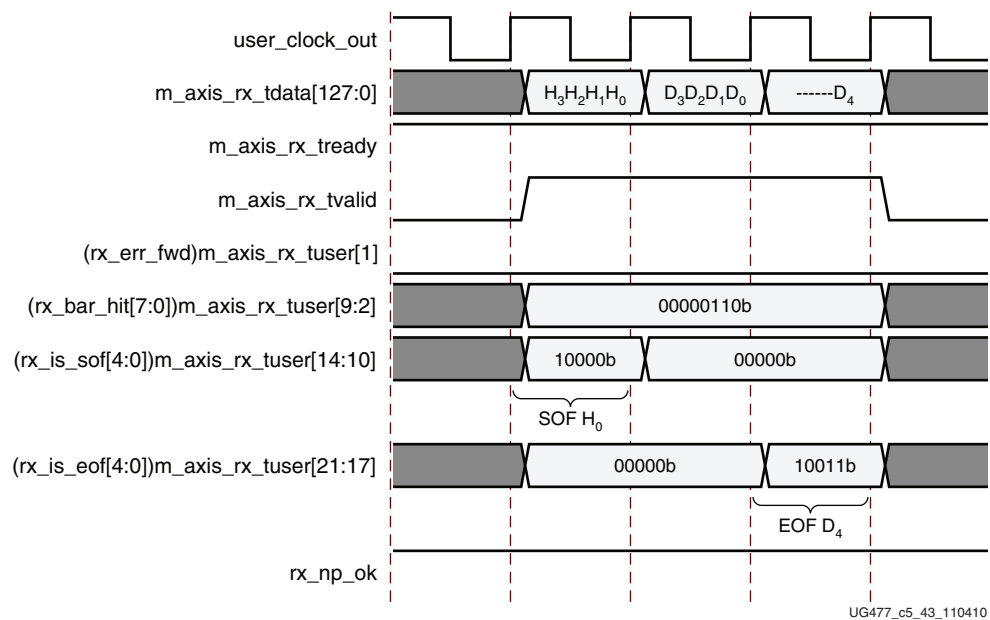 user_clock_out
m_axis_rx_tdata[127:0] H₃H₂H₁H₀ D₃D₂D₁D₀ ------D₄
m_axis_rx_tready
m_axis_rx_tvalid
(rx_err_fwd)m_axis_rx_tuser[1]
(rx_bar_hit[7:0])m_axis_rx_tuser[9:2] 00000110b
(rx_is_sof[4:0])m_axis_rx_tuser[14:10] 10000b 00000b
SOF H₀
(rx_is_eof[4:0])m_axis_rx_tuser[21:17] 00000b 10011b
EOF D₄
rx_np_ok
UG477_c5_43_110410